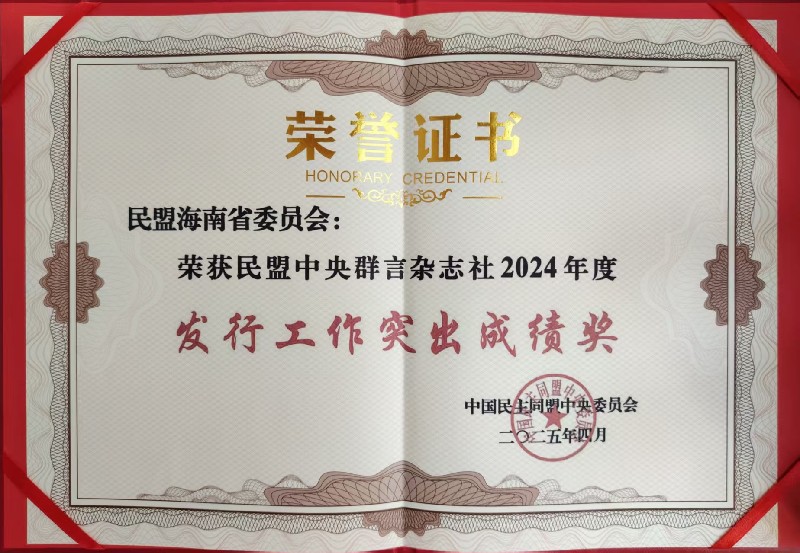 荣誉证书
HONORARY CREDENTIAL
民盟海南省委员会:
荣获民盟中央群言杂志社2024年度
发行工作突出成绩奖
中国民主同盟中央委员会
二〇二五年四月